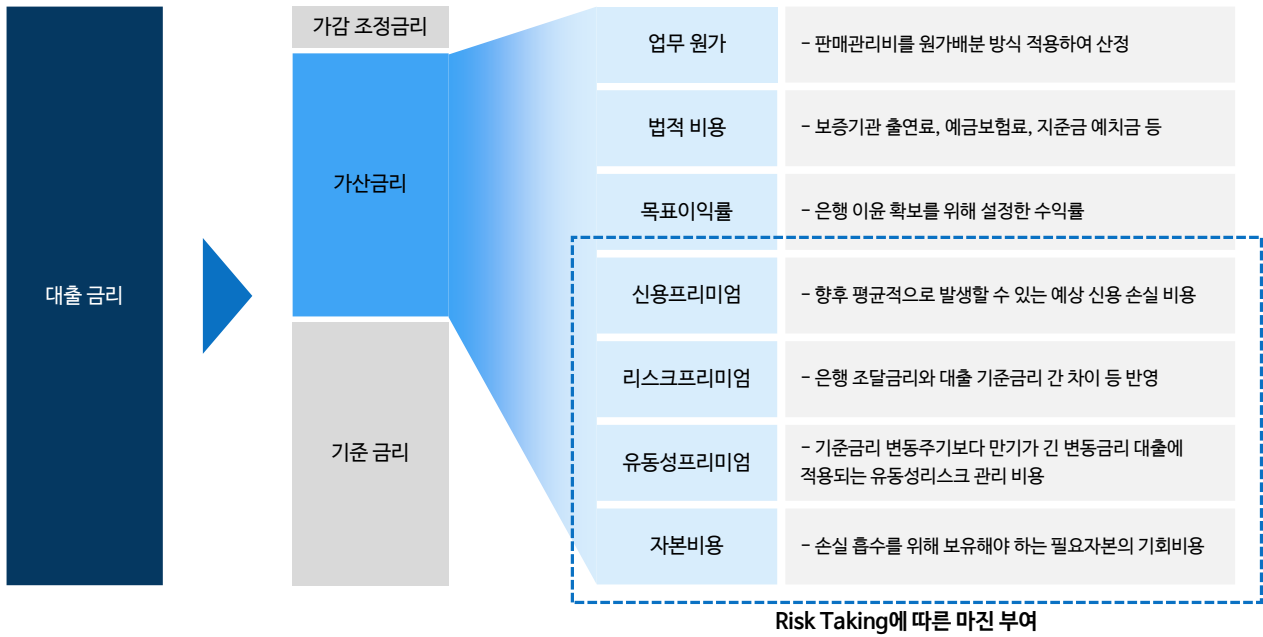 대출 금리
가감 조정금리
가산금리
기준 금리
업무 원가
- 판매관리비를 원가배분 방식 적용하여 산정
법적 비용
- 보증기관 출연료, 예금보험료, 지준금 예치금 등
목표이익률
- 은행 이윤 확보를 위해 설정한 수익률
신용프리미엄
- 향후 평균적으로 발생할 수 있는 예상 신용 손실 비용
리스크프리미엄
- 은행 조달금리와 대출 기준금리 간 차이 등 반영
유동성프리미엄
- 기준금리 변동주기보다 만기가 긴 변동금리 대출에
적용되는 유동성리스크 관리 비용
자본비용
- 손실 흡수를 위해 보유해야 하는 필요자본의 기회비용
Risk Taking에 따른 마진 부여